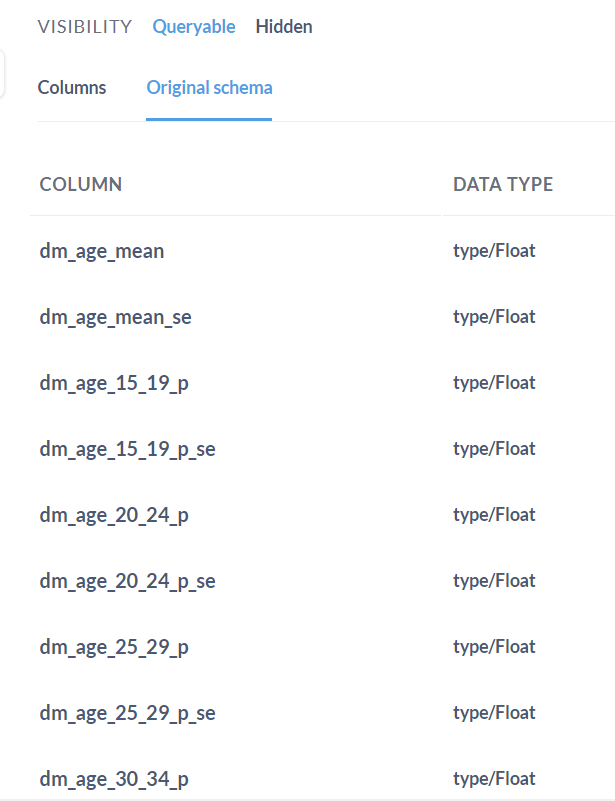 VISIBILITY Queryable Hidden
Columns Original schema
COLUMN DATA TYPE
dm_age_mean type/Float
dm_age_mean_se type/Float
dm_age_15_19_p type/Float
dm_age_15_19_p_se type/Float
dm_age_20_24_p type/Float
dm_age_20_24_p_se type/Float
dm_age_25_29_p type/Float
dm_age_25_29_p_se type/Float
dm_age_30_34_p type/Float